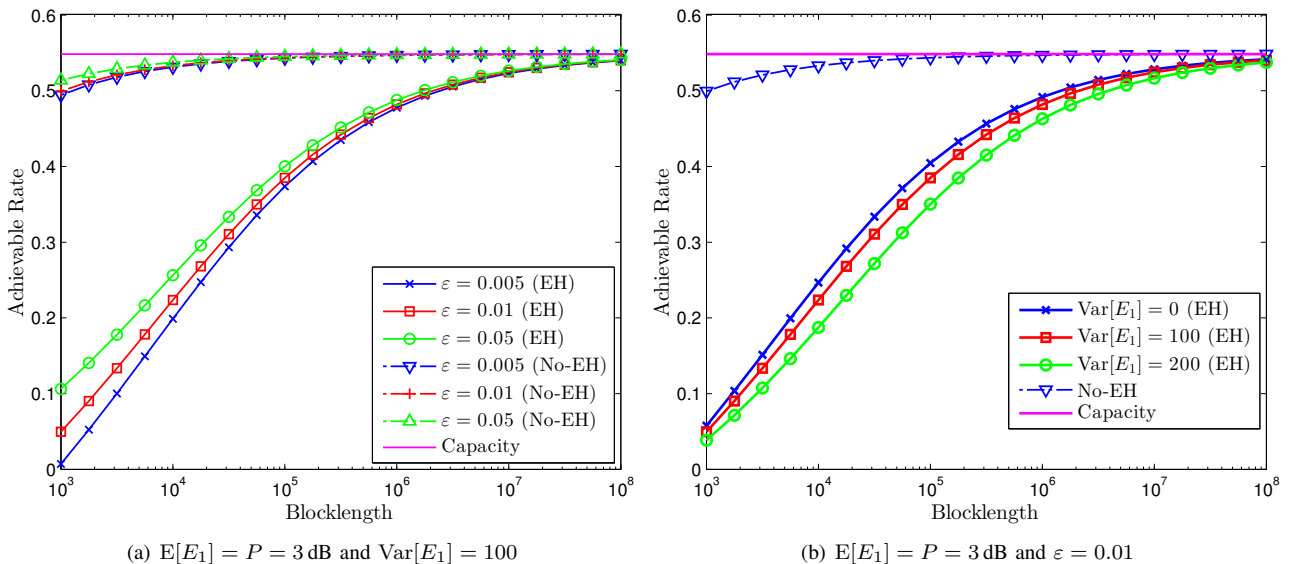 0.6
0.5
0.4
0.3
0.2
0.1
0
Achievable Rate
10^3
10^4
10^5
10^6
10^7
10^8
Blocklength
ε = 0.005 (EH)
ε = 0.01 (EH)
ε = 0.05 (EH)
ε = 0.005 (No-EH)
ε = 0.01 (No-EH)
ε = 0.05 (No-EH)
Capacity
(a) E[E₁] = P = 3 dB and Var[E₁] = 100
0.6
0.5
0.4
0.3
0.2
0.1
0
Achievable Rate
10^3
10^4
10^5
10^6
10^7
10^8
Blocklength
Var[E₁] = 0 (EH)
Var[E₁] = 100 (EH)
Var[E₁] = 200 (EH)
No-EH
Capacity
(b) E[E₁] = P = 3 dB and ε = 0.01